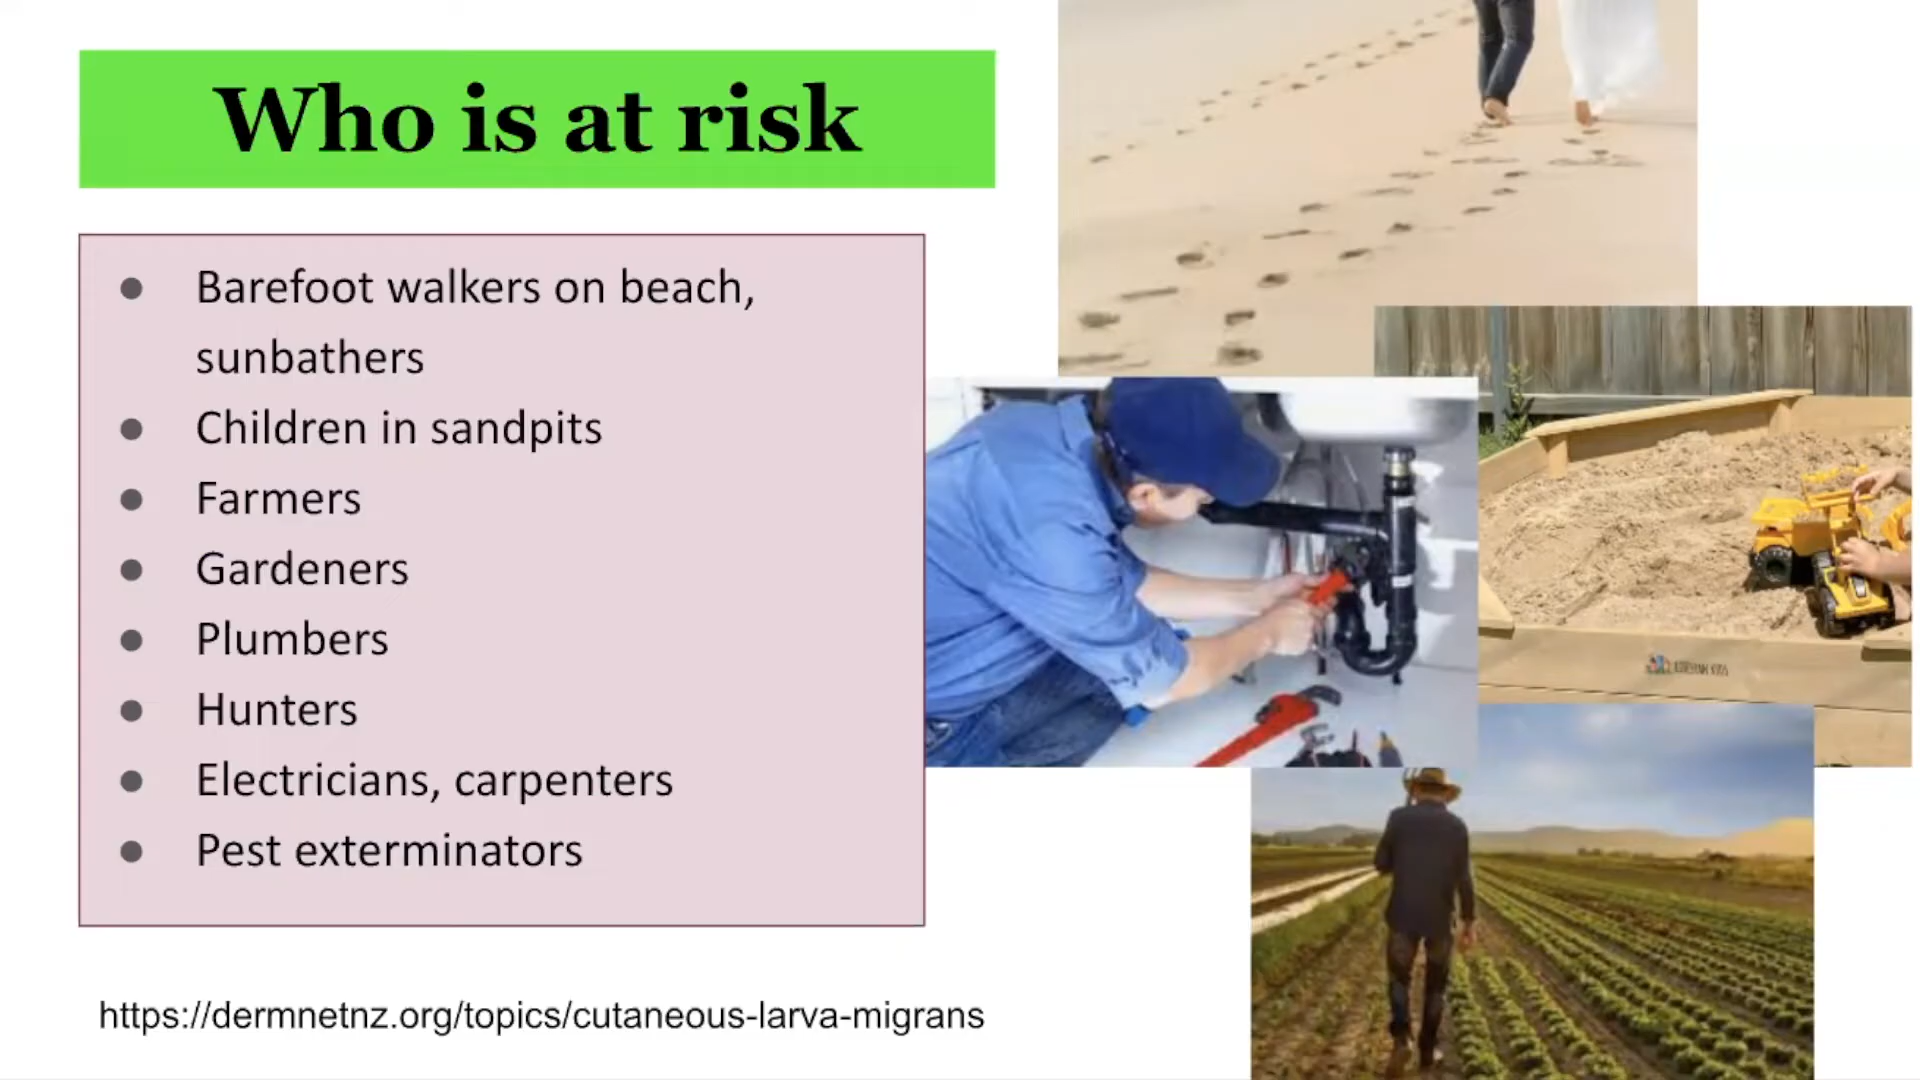 Who is at risk
● Barefoot walkers on beach,
sunbathers
● Children in sandpits
● Farmers
● Gardeners
● Plumbers
● Hunters
● Electricians, carpenters
● Pest exterminators
https://dermnetnz.org/topics/cutaneous-larva-migrans